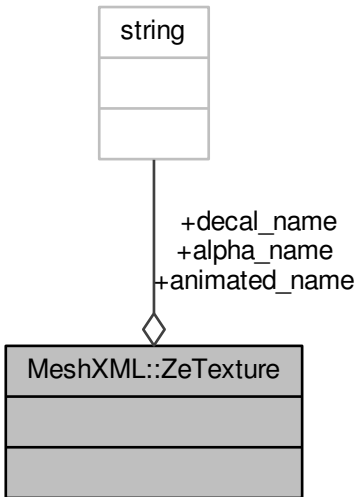 string
+decal_name
+alpha_name
+animated_name
MeshXML::ZeTexture